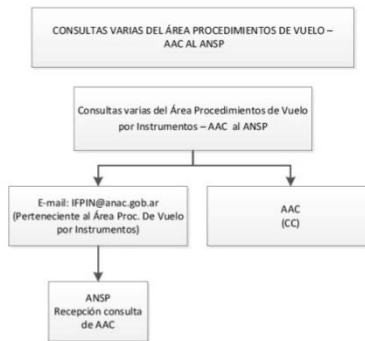 CONSULTAS VARIAS DEL ÁREA PROCEDIMIENTOS DE VUELO –
AAC AL ANSP
Consultas varias del Área Procedimientos de Vuelo
por Instrumentos – AAC al ANSP
E-mail: IFPIN@anac.gob.ar
(Perteneciente al Área Proc. De Vuelo
por Instrumentos)
AAC
(CC)
ANSP
Recepción consulta
de AAC